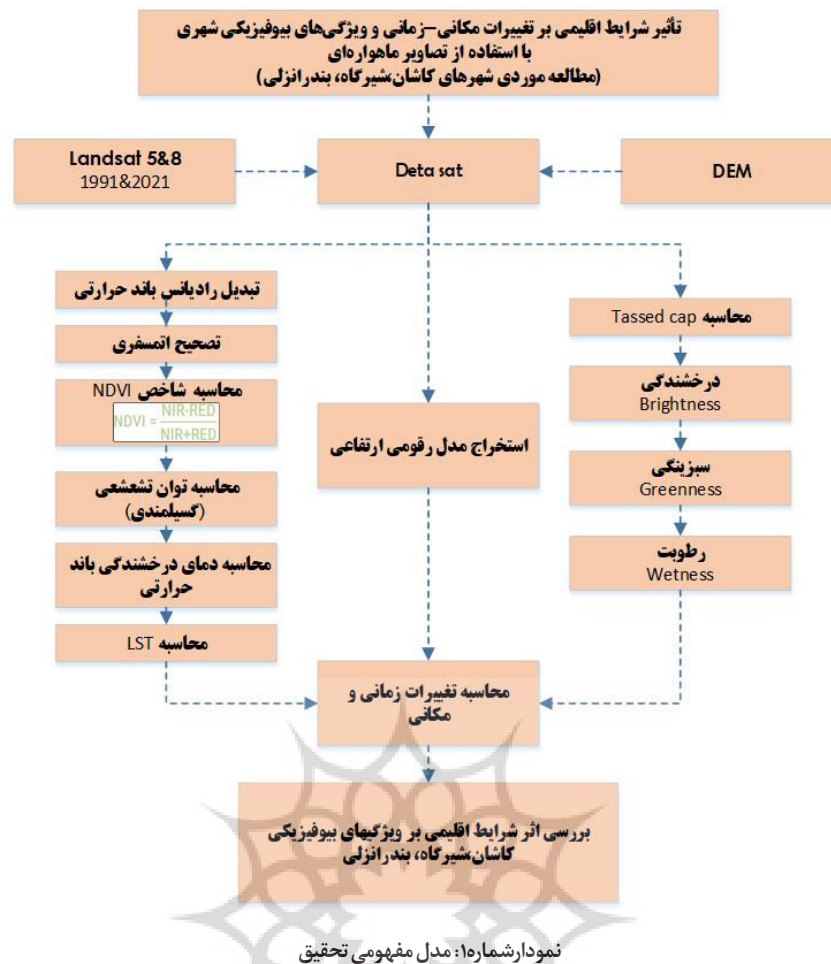 تأثیر شرایط اقلیمی بر تغییرات مکانی–زمانی و ویژگی‌های بیوفیزیکی شهری
با استفاده از تصاویر ماهواره‌ای
(مطالعه موردی شهرهای کاشان،شیرگاه، بندرانزلی)
Landsat 5&8
1991&2021
Deta sat
DEM
تبدیل رادیانس باند حرارتی
تصحیح اتمسفری
محاسبه شاخص NDVI
NDVI = NIR-RED
NIR+RED
محاسبه توان تشعشعی
(گسیلمندی)
محاسبه دمای درخشندگی باند
حرارتی
محاسبه LST
استخراج مدل رقومی ارتفاعی
محاسبه Tassed cap
درخشندگی
Brightness
سبزینگی
Greenness
رطوبت
Wetness
محاسبه تغییرات زمانی و
مکانی
بررسی اثر شرایط اقلیمی بر ویژگیهای بیوفیزیکی
کاشان،شیرگاه، بندرانزلی
نمودارشماره۱: مدل مفهومی تحقیق